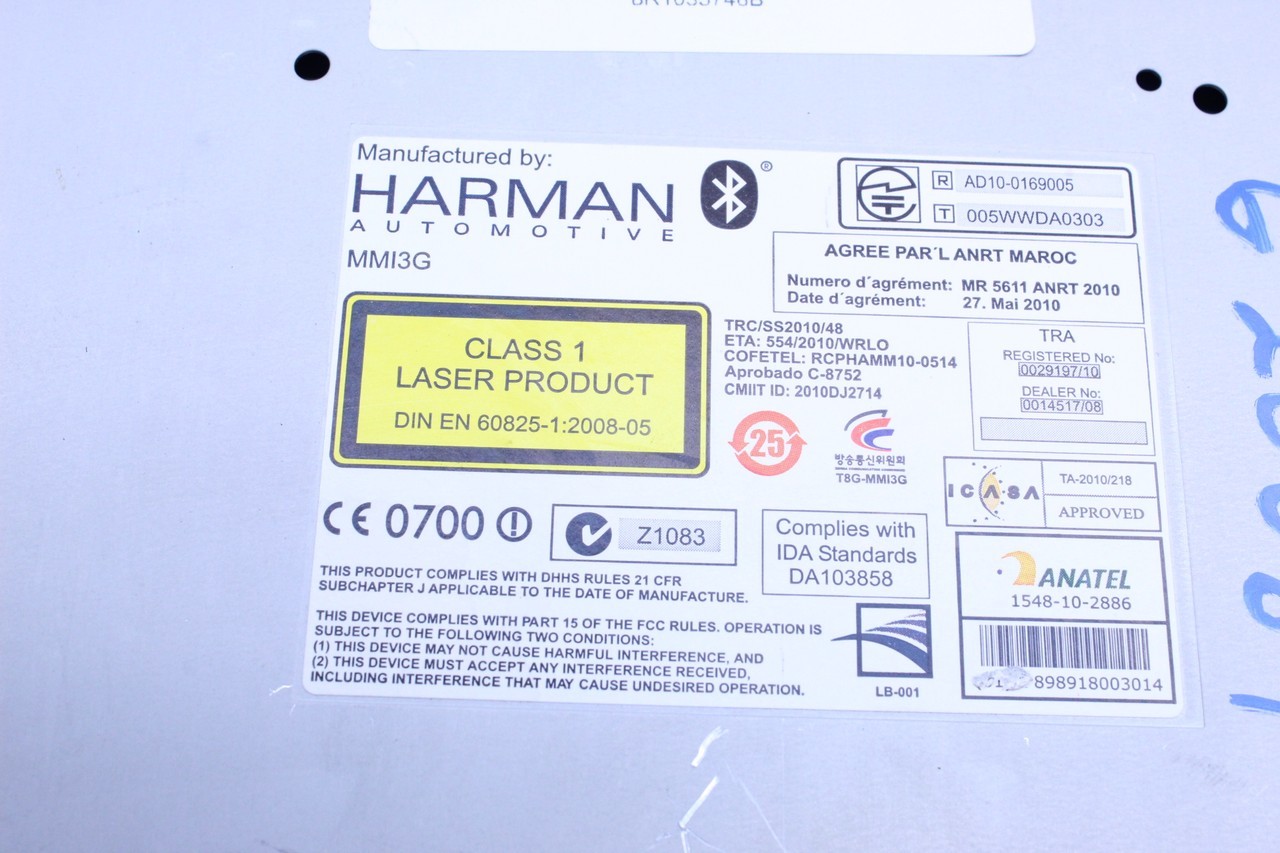 Manufactured by:
HARMAN
AUTOMOTIVE
MMI3G
®
R AD10-0169005
T 005WWDA0303
AGREE PAR´L ANRT MAROC
Numero d´agrément: MR 5611 ANRT 2010
Date d´agrément: 27. Mai 2010
CLASS 1
LASER PRODUCT
DIN EN 60825-1:2008-05
TRC/SS2010/48
ETA: 554/2010/WRLO
COFETEL: RCPHAMM10-0514
Aprobado C-8752
CMIIT ID: 2010DJ2714
TRA
REGISTERED No:
0029197/10
DEALER No:
0014517/08
25
방송통신위원회
T8G-MMI3G
ICASA
TA-2010/218
APPROVED
CE 0700
Z1083
Complies with
IDA Standards
DA103858
ANATEL
1548-10-2886
898918003014
THIS PRODUCT COMPLIES WITH DHHS RULES 21 CFR
SUBCHAPTER J APPLICABLE TO THE DATE OF MANUFACTURE.
THIS DEVICE COMPLIES WITH PART 15 OF THE FCC RULES. OPERATION IS
SUBJECT TO THE FOLLOWING TWO CONDITIONS:
(1) THIS DEVICE MAY NOT CAUSE HARMFUL INTERFERENCE, AND
(2) THIS DEVICE MUST ACCEPT ANY INTERFERENCE RECEIVED,
INCLUDING INTERFERENCE THAT MAY CAUSE UNDESIRED OPERATION.
LB-001